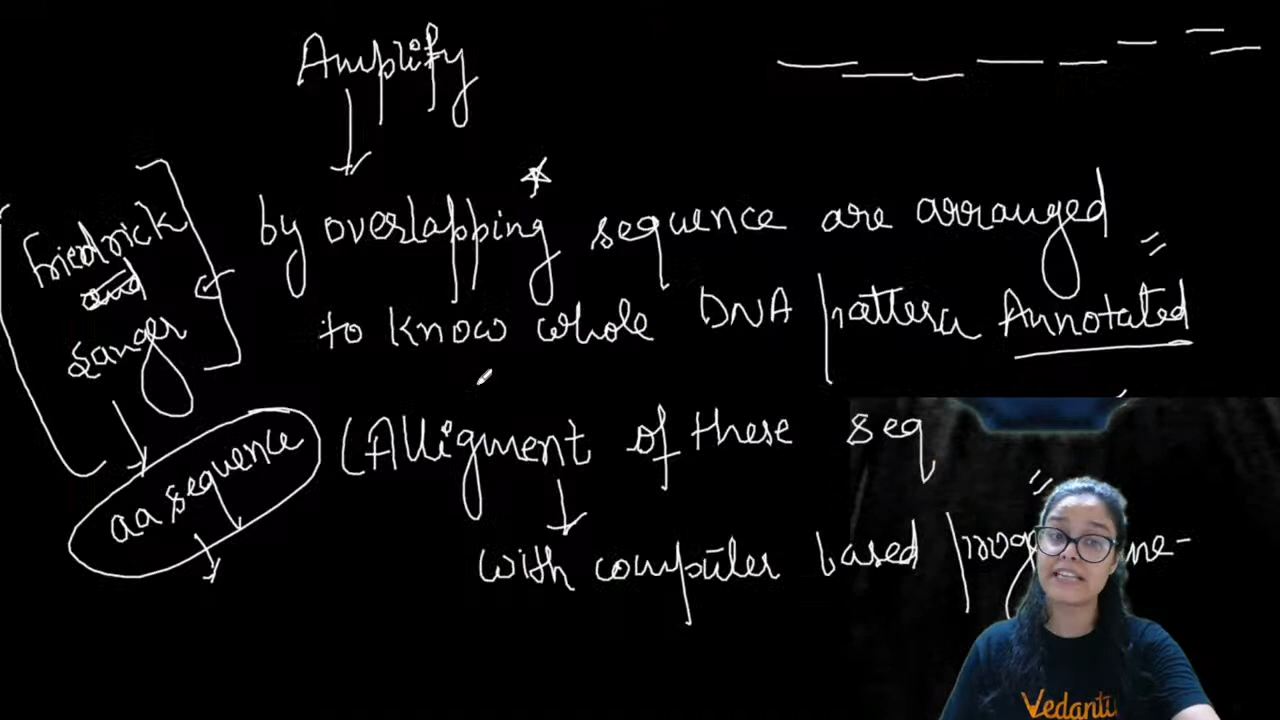 Amplify
by overlapping sequence are arranged
to know whole DNA pattern Annotated
(Alligment of these seq
with computer based
Friedrick
and
Sanger
aa sequence
Vedantu